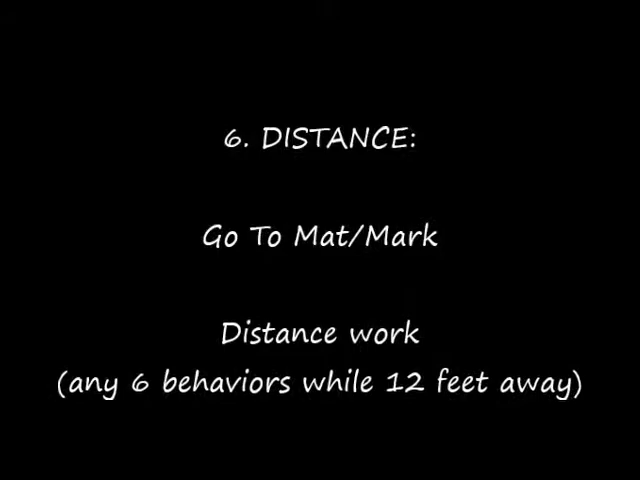 6. DISTANCE:
Go To Mat/Mark
Distance work
(any 6 behaviors while 12 feet away)